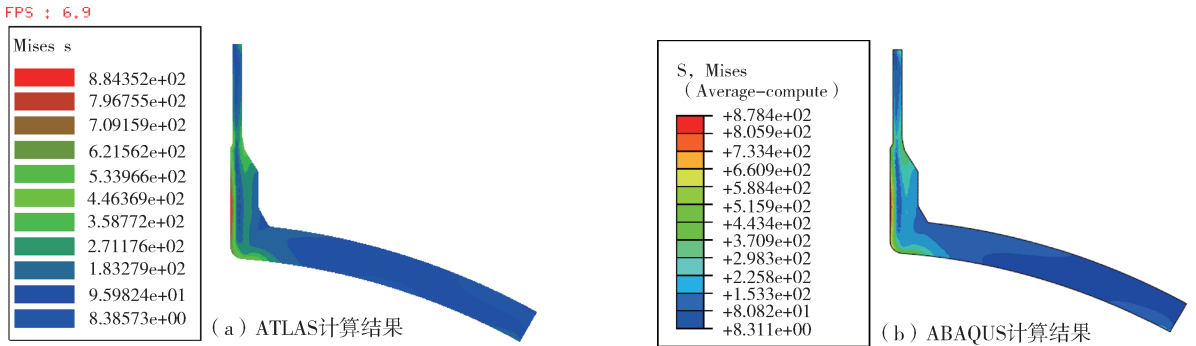 FPS : 6.9
Mises s
8.84352e+02
7.96755e+02
7.09159e+02
6.21562e+02
5.33966e+02
4.46369e+02
3.58772e+02
2.71176e+02
1.83279e+02
9.59824e+01
8.38573e+00
(a) ATLAS计算结果
S, Mises
(Average-compute)
+8.784e+02
+8.059e+02
+7.334e+02
+6.609e+02
+5.884e+02
+5.159e+02
+4.434e+02
+3.709e+02
+2.983e+02
+2.258e+02
+1.533e+02
+8.082e+01
+8.311e+00
(b) ABAQUS计算结果